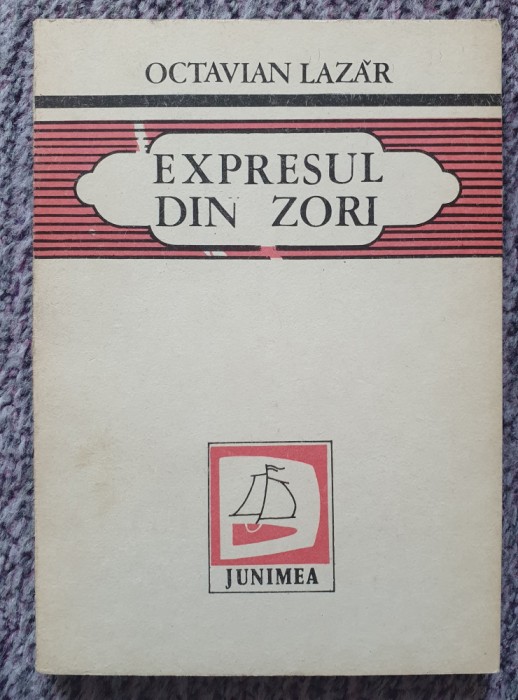 OCTAVIAN LAZĂR
EXPRESUL
DIN ZORI
JUNIMEA